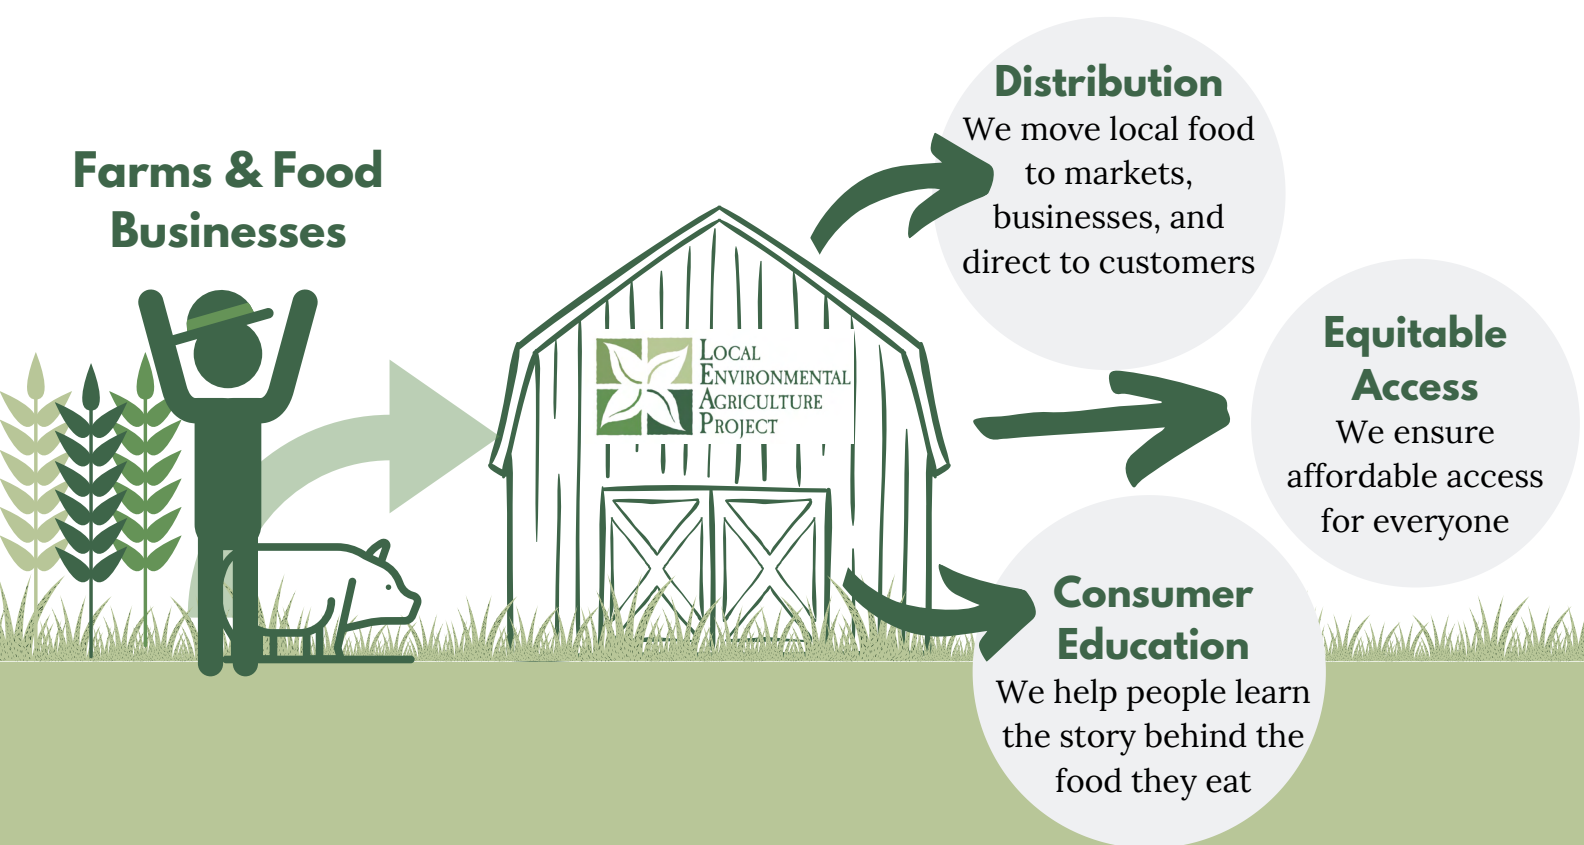 Farms & Food
Businesses
LOCAL
ENVIRONMENTAL
AGRICULTURE
PROJECT
Distribution
We move local food
to markets,
businesses, and
direct to customers
Equitable
Access
We ensure
affordable access
for everyone
Consumer
Education
We help people learn
the story behind the
food they eat